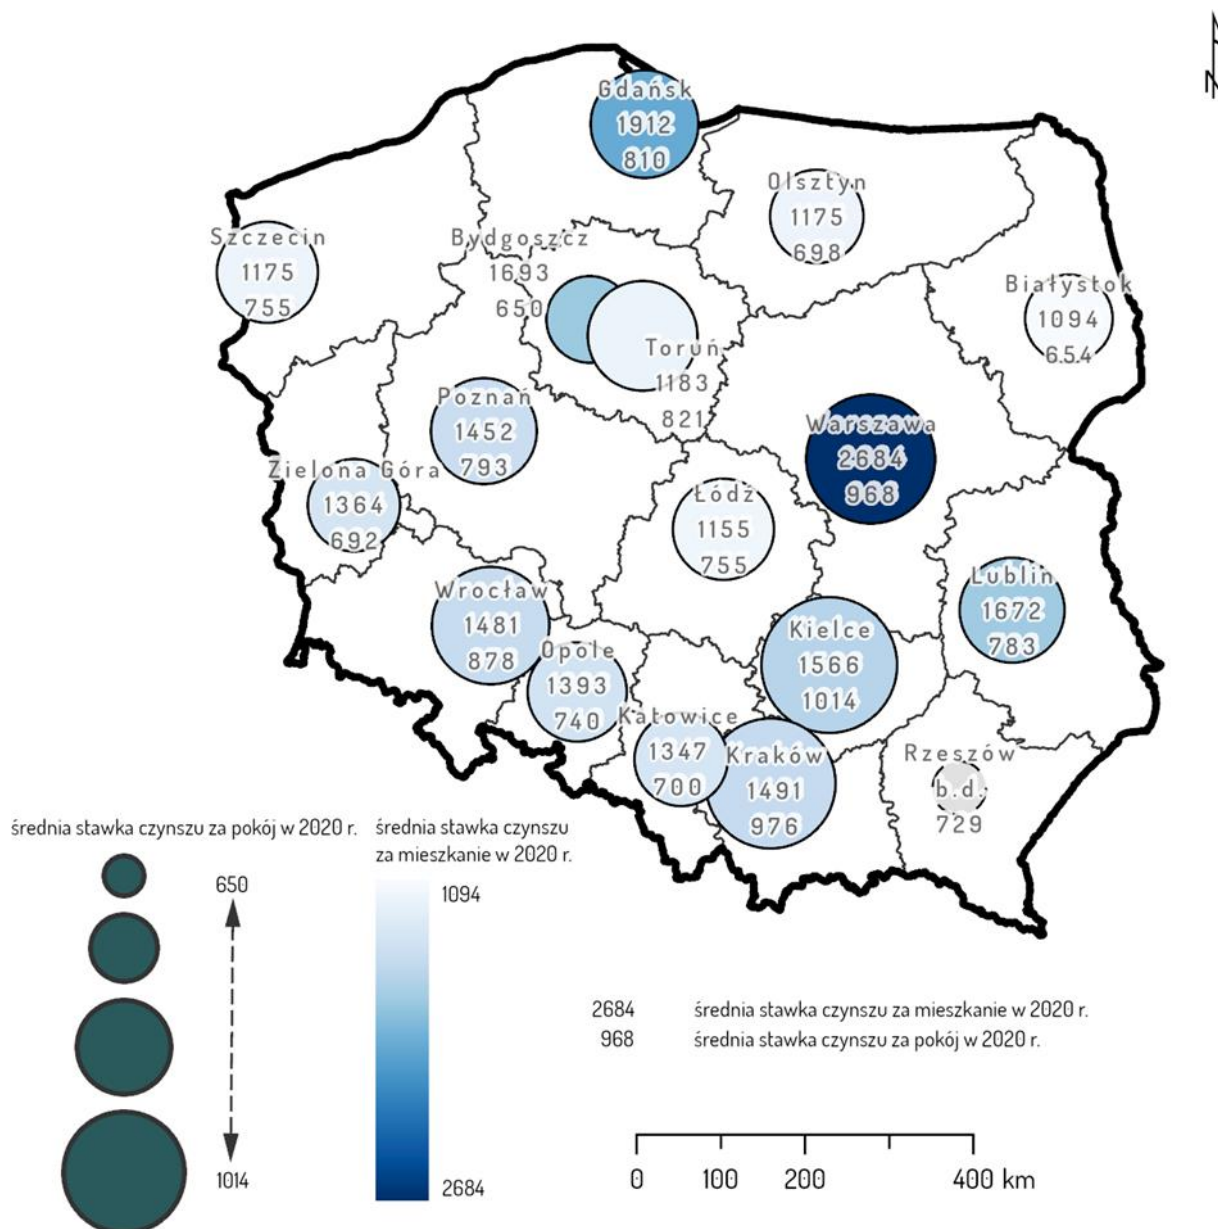 N
Gdańsk
1912
810
Olsztyn
1175
698
Szczecin
1175
755
Bydgoszcz
1693
650
Białystok
1094
654
Toruń
1183
821
Poznań
1452
793
Warszawa
2684
968
Zielona Góra
1364
692
Łódź
1155
755
Lublin
1672
783
Wrocław
1481
878
Kielce
1566
1014
Opole
1393
740
Katowice
1347
700
Kraków
1491
976
Rzeszów
b.d.
729
średnia stawka czynszu za pokój w 2020 r.
650
1014
średnia stawka czynszu
za mieszkanie w 2020 r.
1094
2684
2684 średnia stawka czynszu za mieszkanie w 2020 r.
968 średnia stawka czynszu za pokój w 2020 r.
0 100 200 400 km